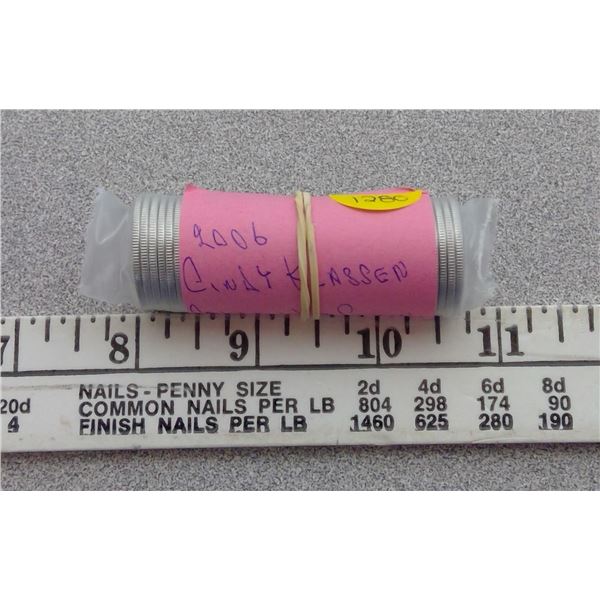 1280
2006
CINDY KLASSEN
7 8 9 10 11
NAILS - PENNY SIZE 2d 4d 6d 8d
20d COMMON NAILS PER LB 804 298 174 90
4 FINISH NAILS PER LB 1460 625 280 190